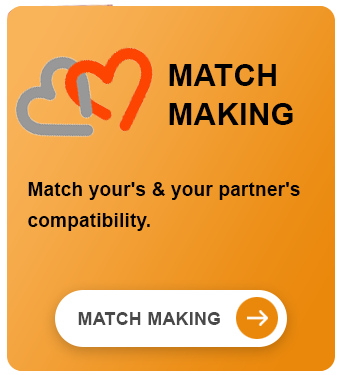 MATCH
MAKING
Match your's & your partner's
compatibility.
MATCH MAKING